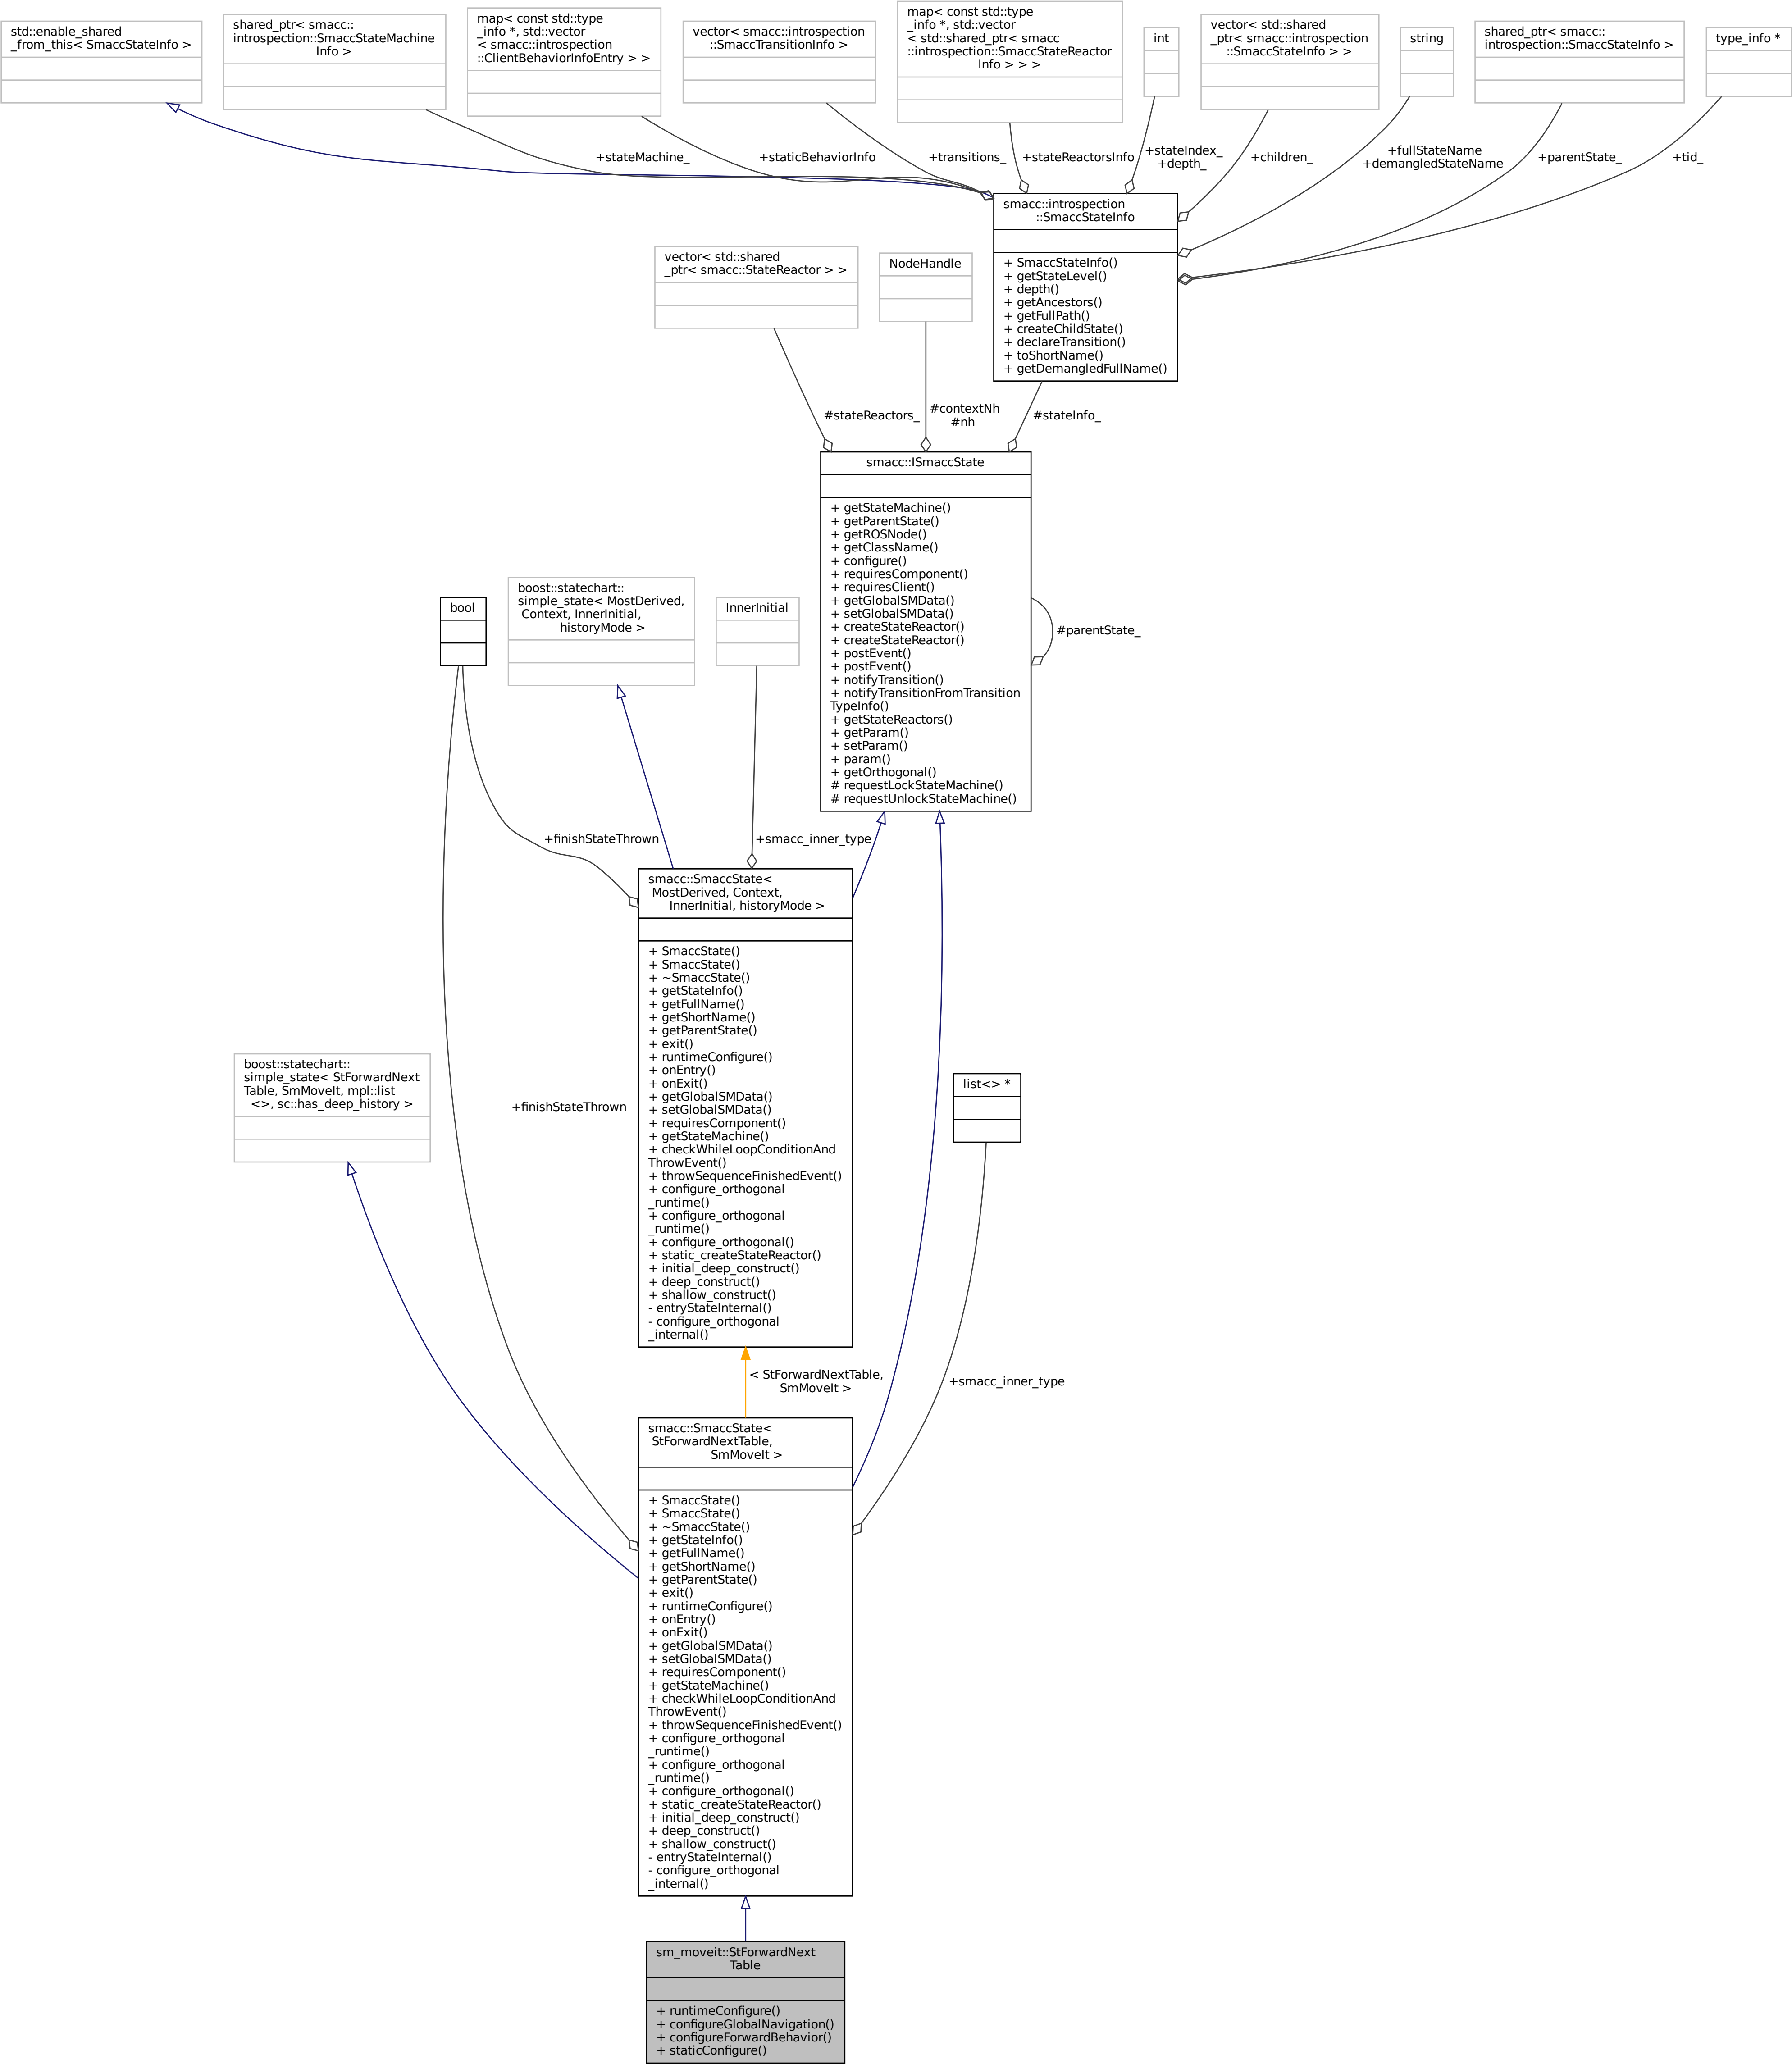 std::enable_shared
_from_this< SmaccStateInfo >
shared_ptr< smacc::
introspection::SmaccStateMachine
Info >
map< const std::type
_info *, std::vector
< smacc::introspection
::ClientBehaviorInfoEntry > >
vector< smacc::introspection
::SmaccTransitionInfo >
map< const std::type
_info *, std::vector
< std::shared_ptr< smacc
::introspection::SmaccStateReactor
Info > > >
int
vector< std::shared
_ptr< smacc::introspection
::SmaccStateInfo > >
string
shared_ptr< smacc::
introspection::SmaccStateInfo >
type_info *
+stateMachine_
+staticBehaviorInfo
+transitions_
+stateReactorsInfo
+stateIndex_
+depth_
+children_
+fullStateName
+demangledStateName
+parentState_
+tid_
smacc::introspection
::SmaccStateInfo
+ SmaccStateInfo()
+ getStateLevel()
+ depth()
+ getAncestors()
+ getFullPath()
+ createChildState()
+ declareTransition()
+ toShortName()
+ getDemangledFullName()
vector< std::shared
_ptr< smacc::StateReactor > >
NodeHandle
#stateReactors_
#contextNh
#nh
#stateInfo_
smacc::ISmaccState
+ getStateMachine()
+ getParentState()
+ getROSNode()
+ getClassName()
+ configure()
+ requiresComponent()
+ requiresClient()
+ getGlobalSMData()
+ setGlobalSMData()
+ createStateReactor()
+ createStateReactor()
+ postEvent()
+ postEvent()
+ notifyTransition()
+ notifyTransitionFromTransition
TypeInfo()
+ getStateReactors()
+ getParam()
+ setParam()
+ param()
+ getOrthogonal()
# requestLockStateMachine()
# requestUnlockStateMachine()
#parentState_
bool
boost::statechart::
simple_state< MostDerived,
Context, InnerInitial,
historyMode >
InnerInitial
+finishStateThrown
+smacc_inner_type
smacc::SmaccState<
MostDerived, Context,
InnerInitial, historyMode >
+ SmaccState()
+ SmaccState()
+ ~SmaccState()
+ getStateInfo()
+ getFullName()
+ getShortName()
+ getParentState()
+ exit()
+ runtimeConfigure()
+ onEntry()
+ onExit()
+ getGlobalSMData()
+ setGlobalSMData()
+ requiresComponent()
+ getStateMachine()
+ checkWhileLoopConditionAnd
ThrowEvent()
+ throwSequenceFinishedEvent()
+ configure_orthogonal
_runtime()
+ configure_orthogonal
_runtime()
+ configure_orthogonal()
+ static_createStateReactor()
+ initial_deep_construct()
+ deep_construct()
+ shallow_construct()
- entryStateInternal()
- configure_orthogonal
_internal()
boost::statechart::
simple_state< StForwardNext
Table, SmMoveIt, mpl::list
<>, sc::has_deep_history >
+finishStateThrown
list<> *
< StForwardNextTable,
SmMoveIt >
+smacc_inner_type
smacc::SmaccState<
StForwardNextTable,
SmMoveIt >
+ SmaccState()
+ SmaccState()
+ ~SmaccState()
+ getStateInfo()
+ getFullName()
+ getShortName()
+ getParentState()
+ exit()
+ runtimeConfigure()
+ onEntry()
+ onExit()
+ getGlobalSMData()
+ setGlobalSMData()
+ requiresComponent()
+ getStateMachine()
+ checkWhileLoopConditionAnd
ThrowEvent()
+ throwSequenceFinishedEvent()
+ configure_orthogonal
_runtime()
+ configure_orthogonal
_runtime()
+ configure_orthogonal()
+ static_createStateReactor()
+ initial_deep_construct()
+ deep_construct()
+ shallow_construct()
- entryStateInternal()
- configure_orthogonal
_internal()
sm_moveit::StForwardNext
Table
+ runtimeConfigure()
+ configureGlobalNavigation()
+ configureForwardBehavior()
+ staticConfigure()